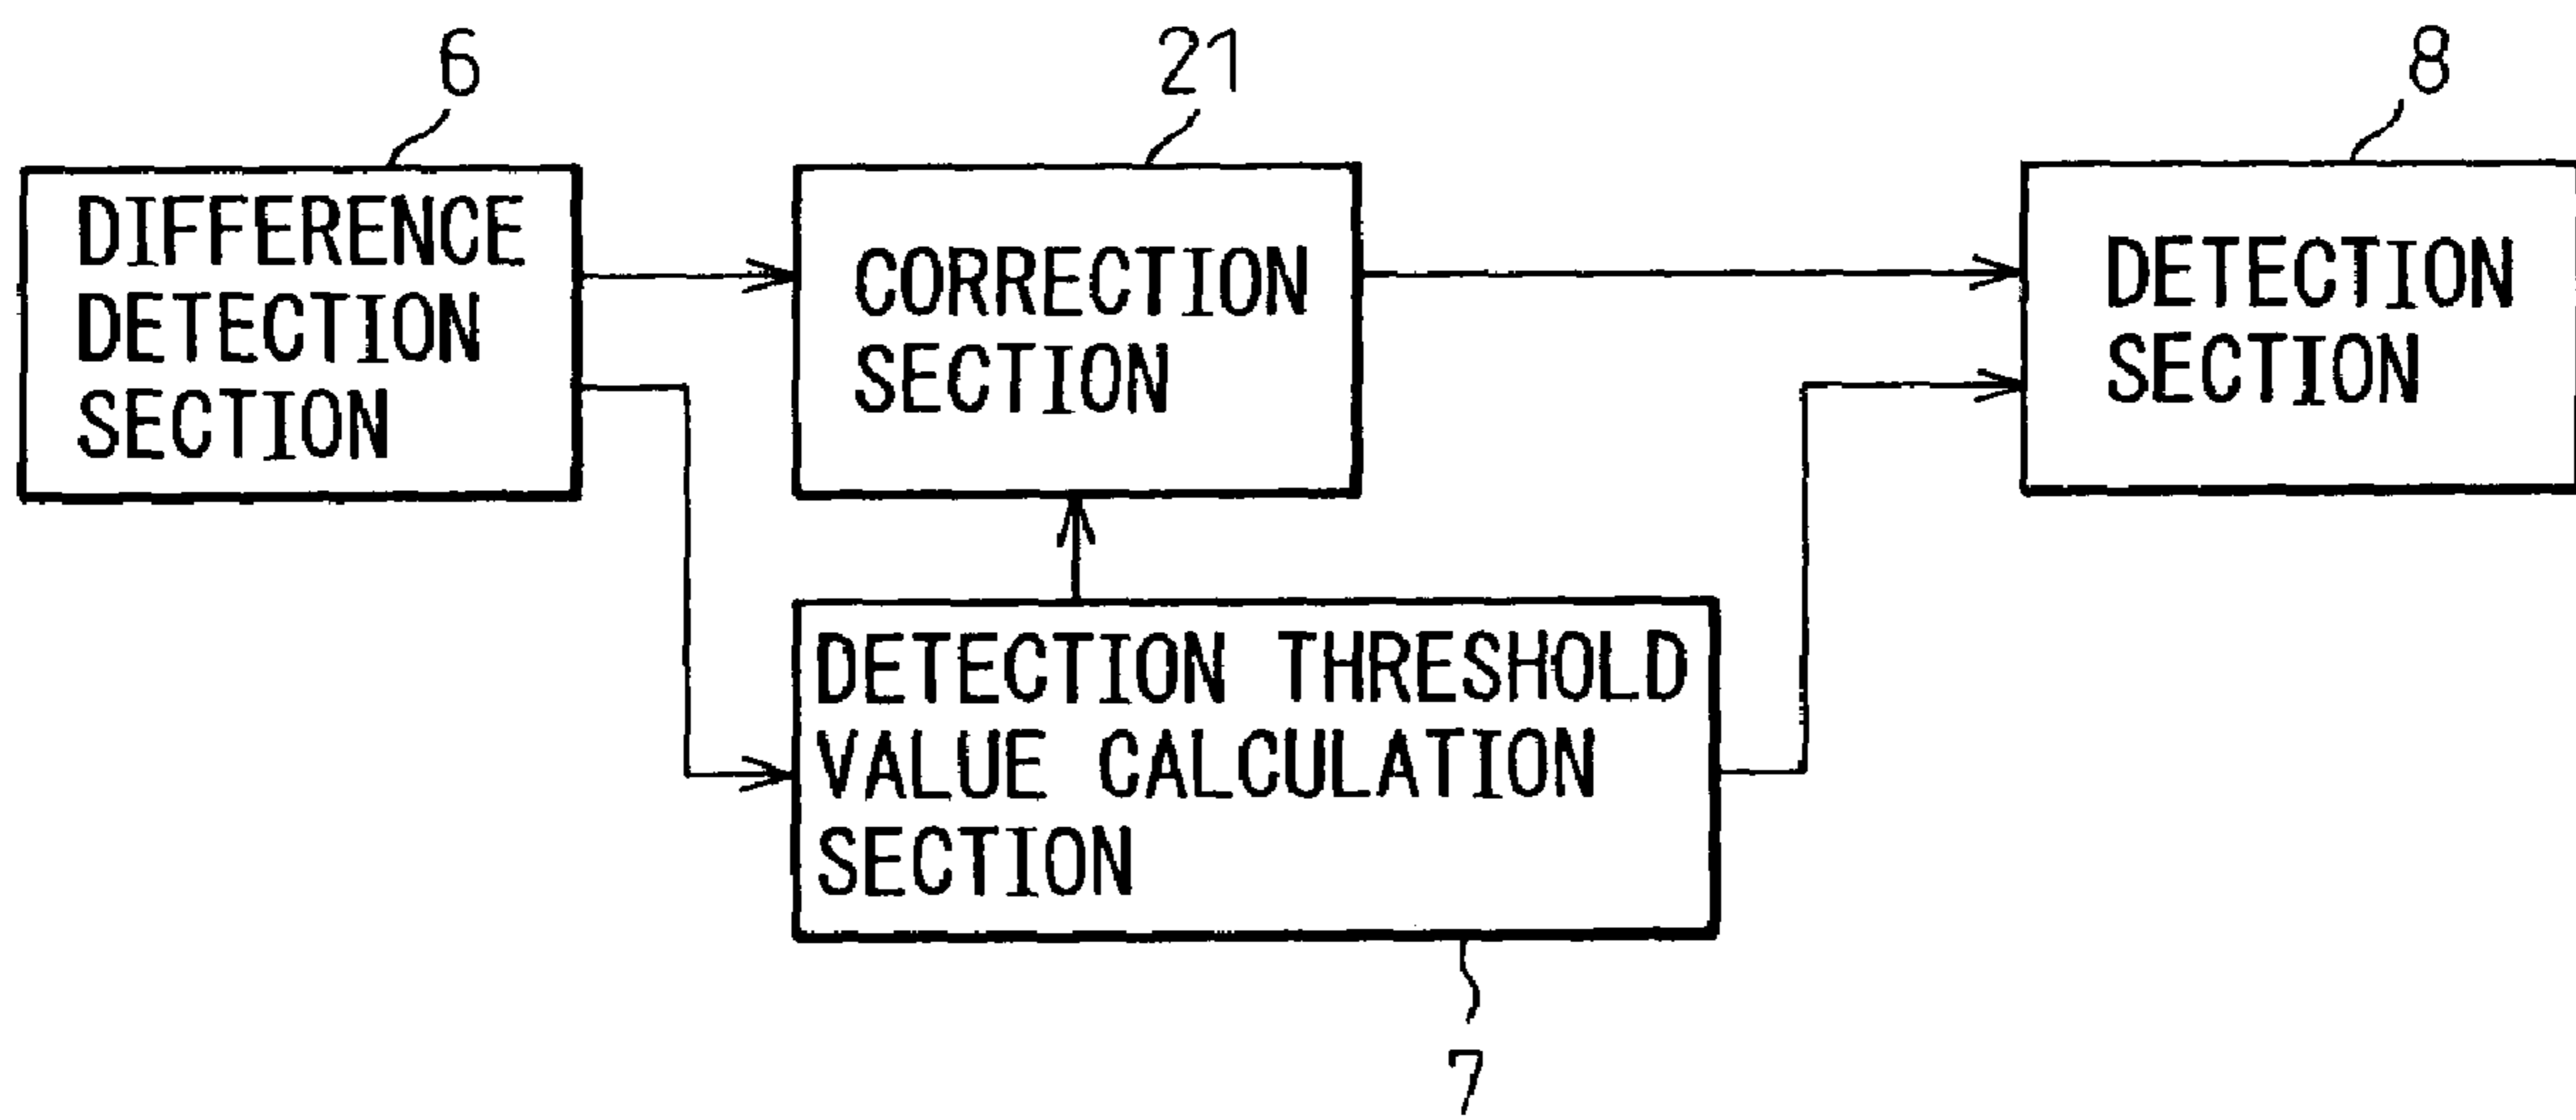 6
21
8
DIFFERENCE
DETECTION
SECTION
CORRECTION
SECTION
DETECTION
SECTION
DETECTION THRESHOLD
VALUE CALCULATION
SECTION
7